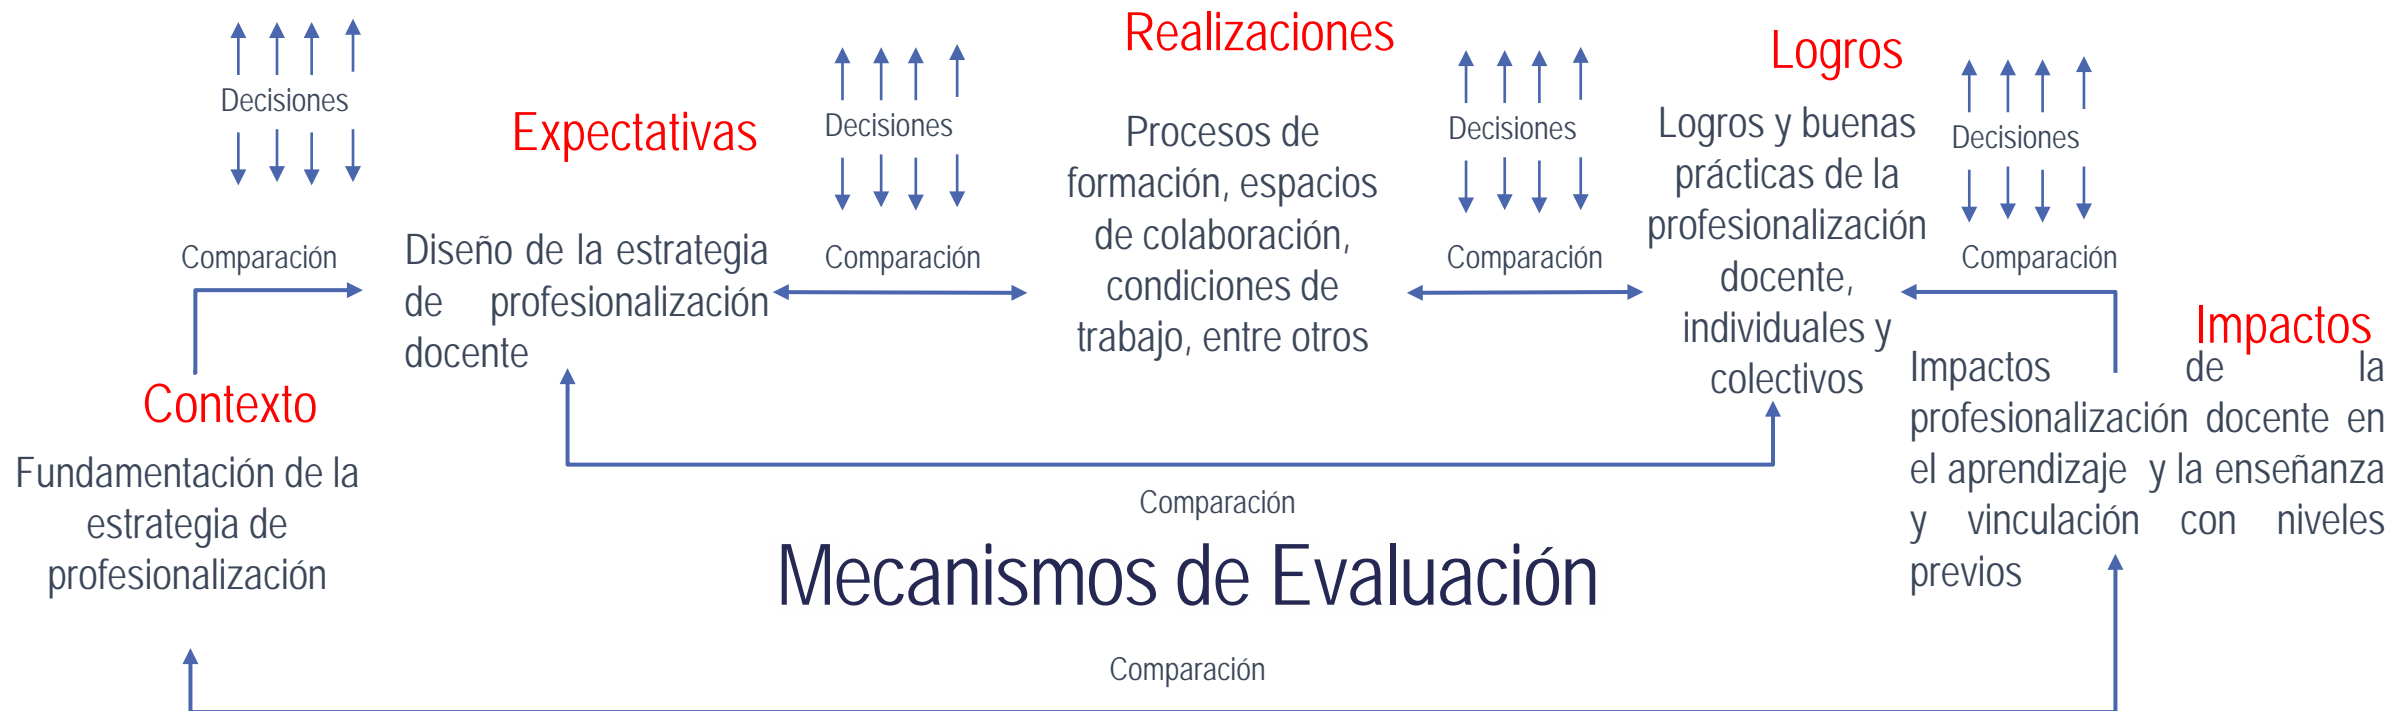 Decisiones
Comparación
Contexto
Fundamentación de la
estrategia de
profesionalización
Expectativas
Diseño de la estrategia
de profesionalización
docente
Decisiones
Comparación
Realizaciones
Procesos de
formación, espacios
de colaboración,
condiciones de
trabajo, entre otros
Decisiones
Comparación
Logros
Logros y buenas
prácticas de la
profesionalización
docente,
individuales y
colectivos
Decisiones
Comparación
Impactos
Impactos de la
profesionalización docente en
el aprendizaje y la enseñanza
y vinculación con niveles
previos
Comparación
Mecanismos de Evaluación
Comparación